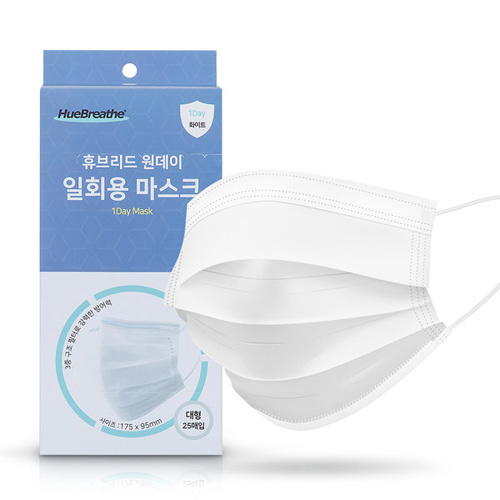 HueBreathe®
1Day
화이트
휴브리드 원데이
일회용 마스크
1Day Mask
3중 구조 필터로 강력한 방어력
사이즈 : 175 x 95mm
대형
25매입